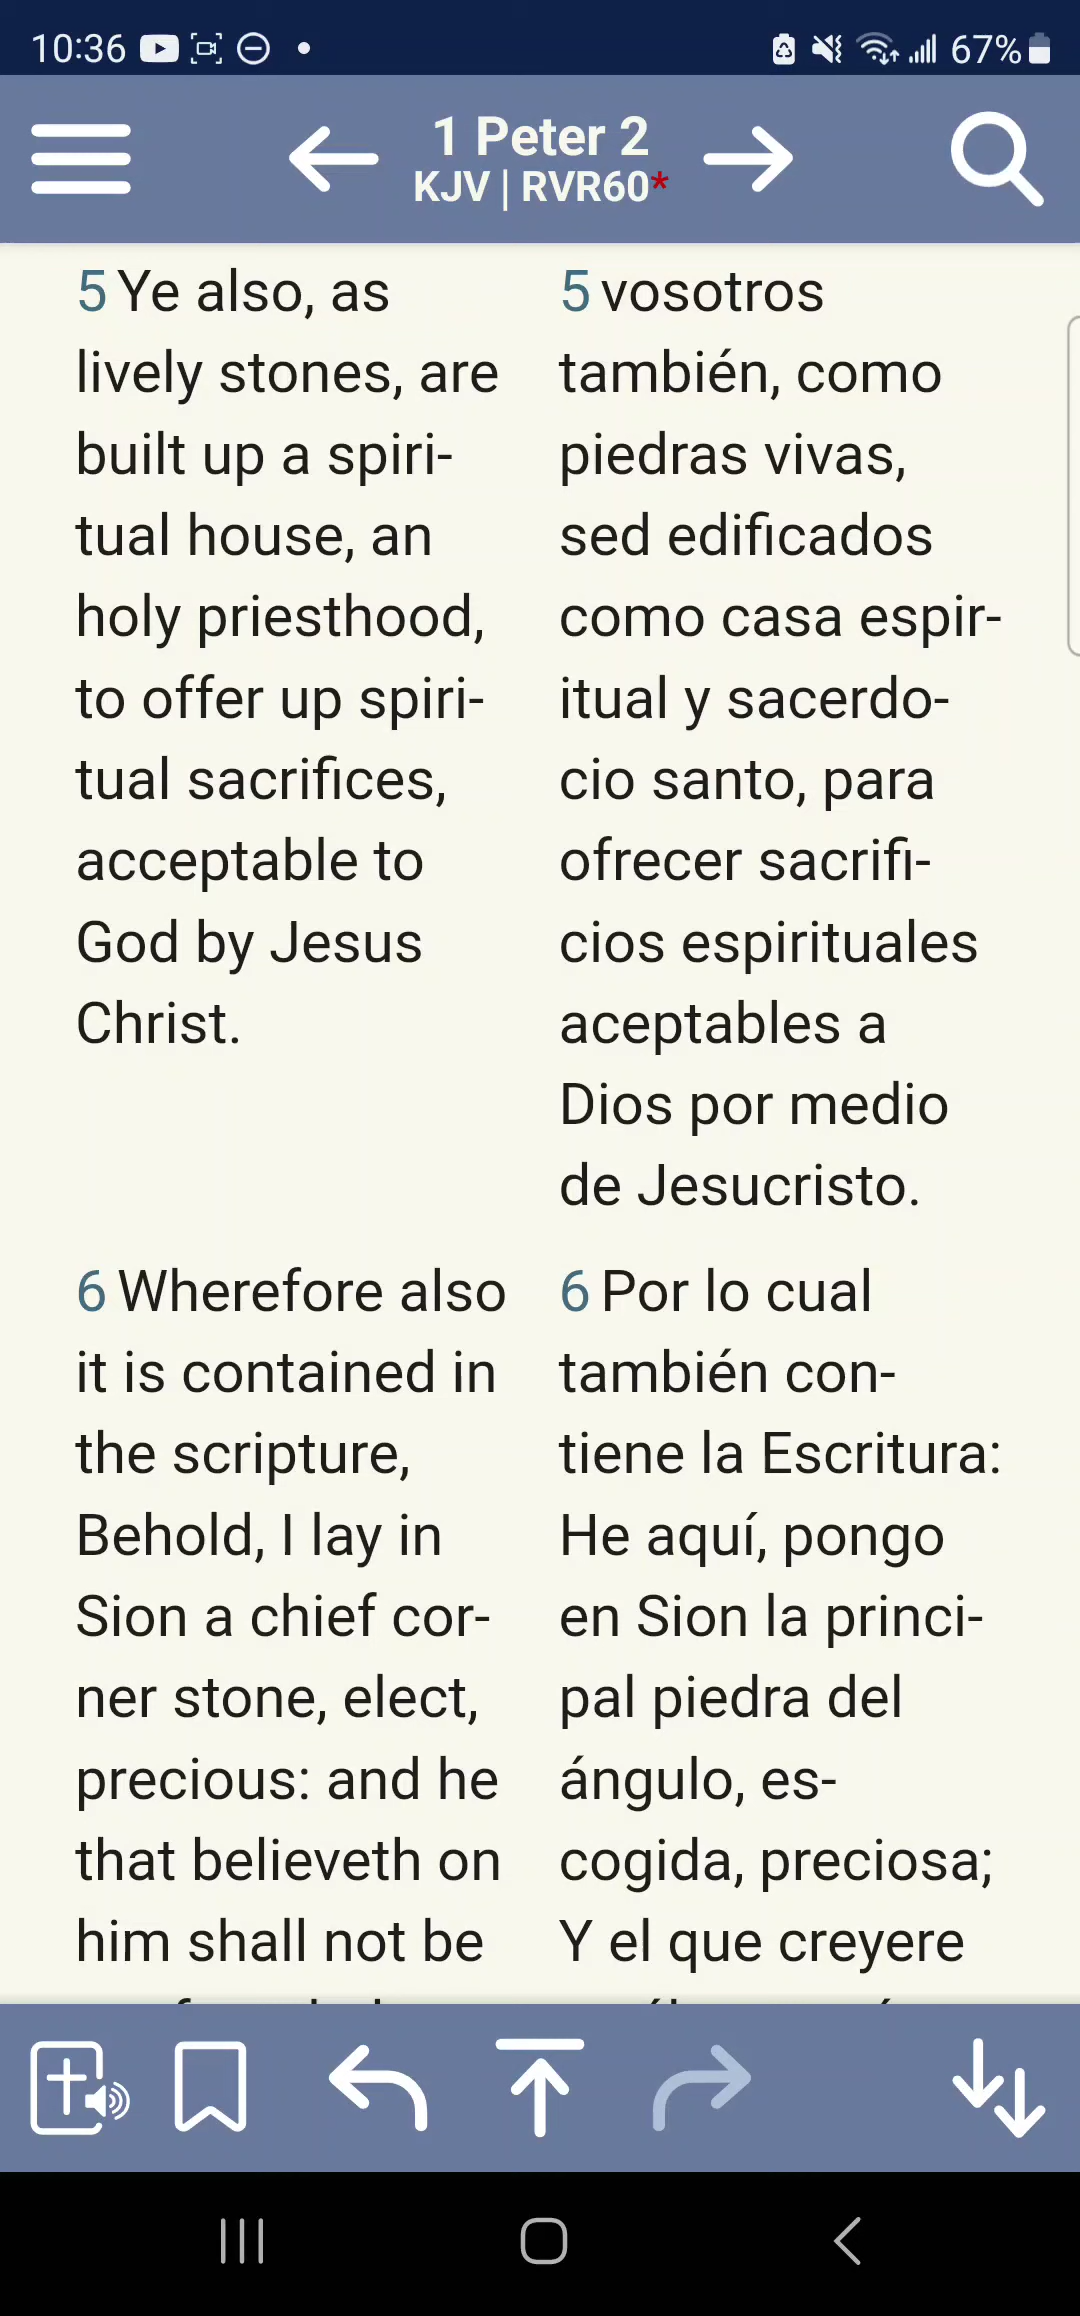 10:36
67%
1 Peter 2
KJV | RVR60*
5 Ye also, as
lively stones, are
built up a spiri-
tual house, an
holy priesthood,
to offer up spiri-
tual sacrifices,
acceptable to
God by Jesus
Christ.
5 vosotros
también, como
piedras vivas,
sed edificados
como casa espir-
itual y sacerdo-
cio santo, para
ofrecer sacrifi-
cios espirituales
aceptables a
Dios por medio
de Jesucristo.
6 Wherefore also
it is contained in
the scripture,
Behold, I lay in
Sion a chief cor-
ner stone, elect,
precious: and he
that believeth on
him shall not be
6 Por lo cual
también con-
tiene la Escritura:
He aquí, pongo
en Sion la princi-
pal piedra del
ángulo, es-
cogida, preciosa;
Y el que creyere